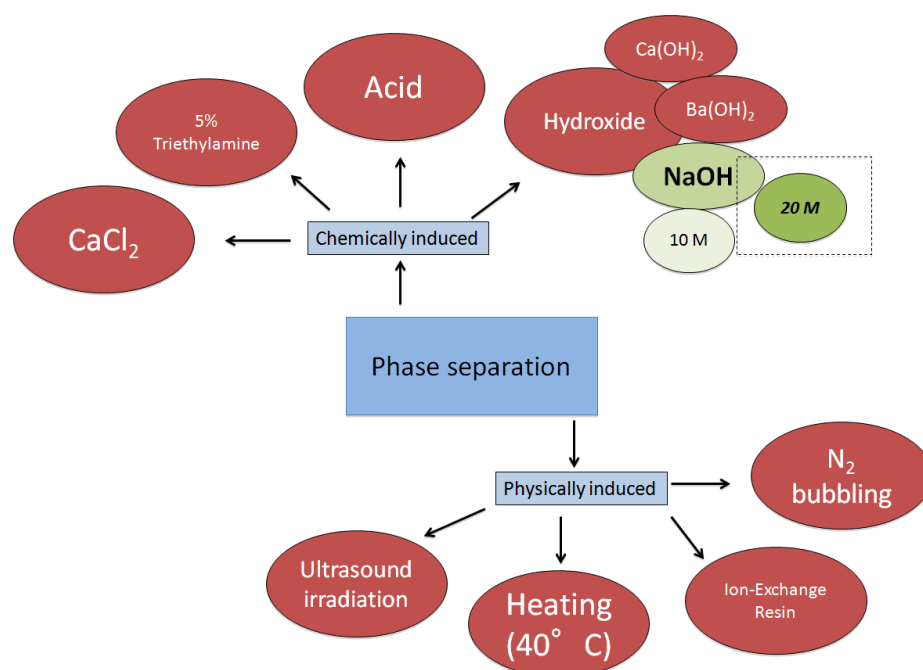 Acid
Ca(OH)₂
5%
Triethylamine
Hydroxide
Ba(OH)₂
NaOH
20 M
CaCl₂
Chemically induced
10 M
Phase separation
N₂
bubbling
Physically induced
Ultrasound
irradiation
Heating
(40° C)
Ion-Exchange
Resin